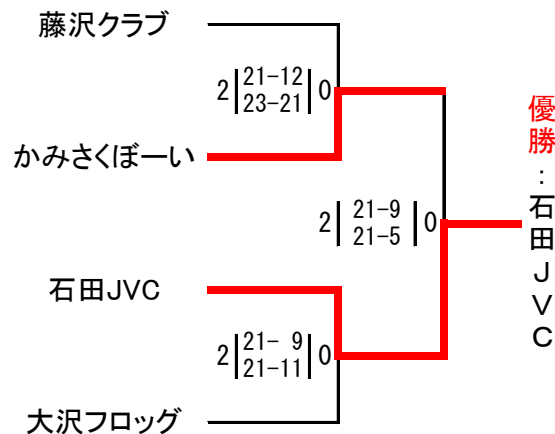 藤沢クラブ
2 21-12 0
23-21
かみさくぼーい
2 21-9 0
21-5
石田JVC
2 21- 9 0
21-11
大沢フロッグ
優勝：石田JVC